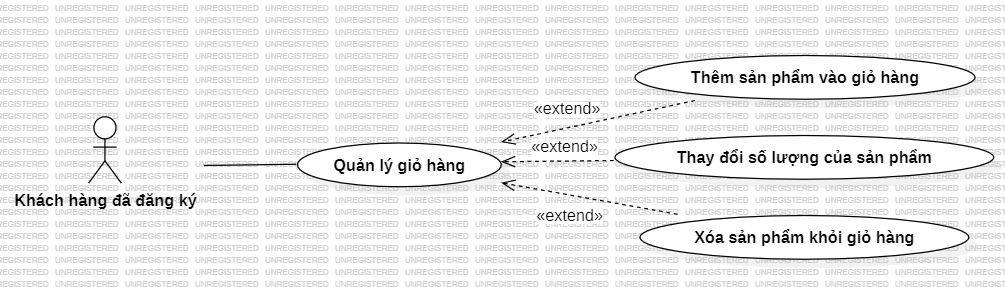 Thêm sản phẩm vào giỏ hàng
«extend»
«extend»
Thay đổi số lượng của sản phẩm
Quản lý giỏ hàng
Khách hàng đã đăng ký
«extend»
Xóa sản phẩm khỏi giỏ hàng
UNREGISTERED